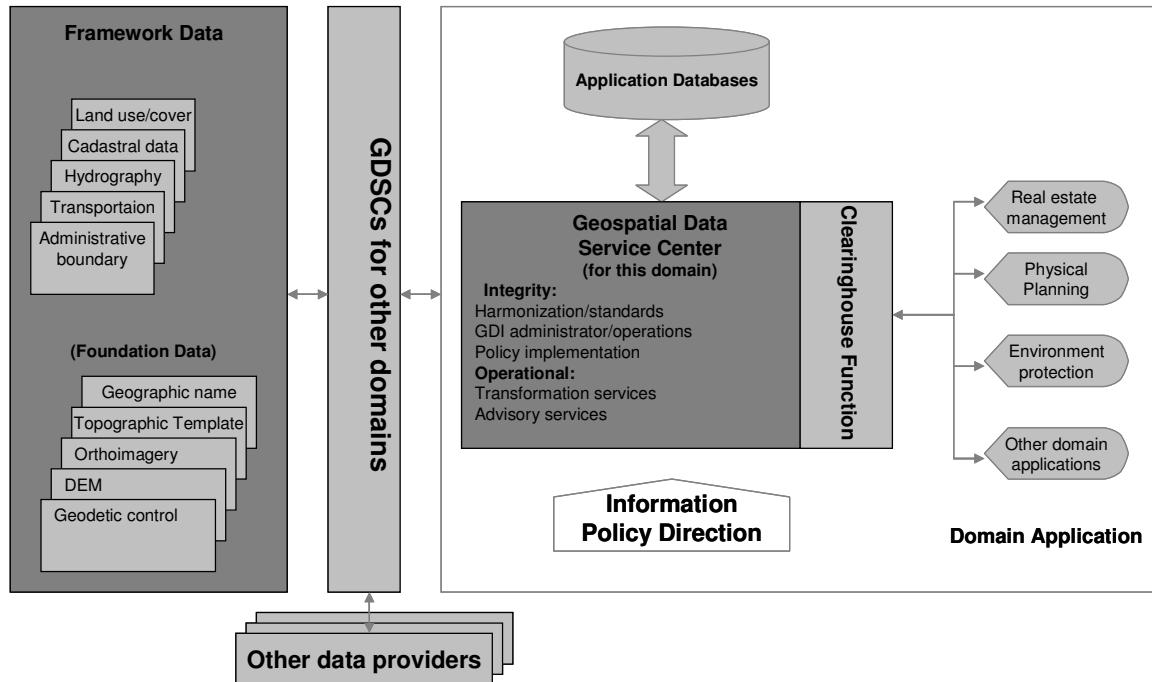 Framework Data
Land use/cover
Cadastral data
Hydrography
Transportaion
Administrative
boundary
(Foundation Data)
Geographic name
Topographic Template
Orthoimagery
DEM
Geodetic control
GDSCs for other domains
Other data providers
Application Databases
Geospatial Data
Service Center
(for this domain)
Integrity:
Harmonization/standards
GDI administrator/operations
Policy implementation
Operational:
Transformation services
Advisory services
Clearinghouse Function
Information
Policy Direction
Real estate
management
Physical
Planning
Environment
protection
Other domain
applications
Domain Application